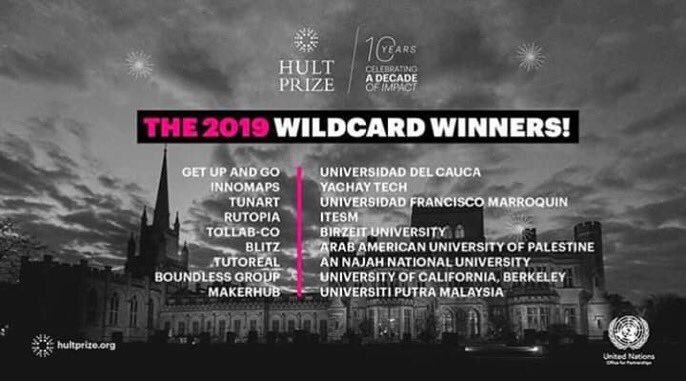 HULT
PRIZE
10 YEARS
CELEBRATING
A DECADE
OF IMPACT
THE 2019 WILDCARD WINNERS!
GET UP AND GO UNIVERSIDAD DEL CAUCA
INNOMAPS YACHAY TECH
TUNART UNIVERSIDAD FRANCISCO MARROQUIN
RUTOPIA ITESM
TOLLAB-CO BIRZEIT UNIVERSITY
BLITZ ARAB AMERICAN UNIVERSITY OF PALESTINE
TUTOREAL AN NAJAH NATIONAL UNIVERSITY
BOUNDLESS GROUP UNIVERSITY OF CALIFORNIA, BERKELEY
MAKERHUB UNIVERSITI PUTRA MALAYSIA
hultprize.org
United Nations
Office for Partnerships